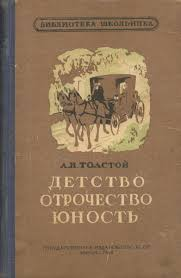 БИБЛИОТЕКА ШКОЛЬНИКА
Л.Н. ТОЛСТОЙ
ДЕТСТВО
ОТРОЧЕСТВО
ЮНОСТЬ